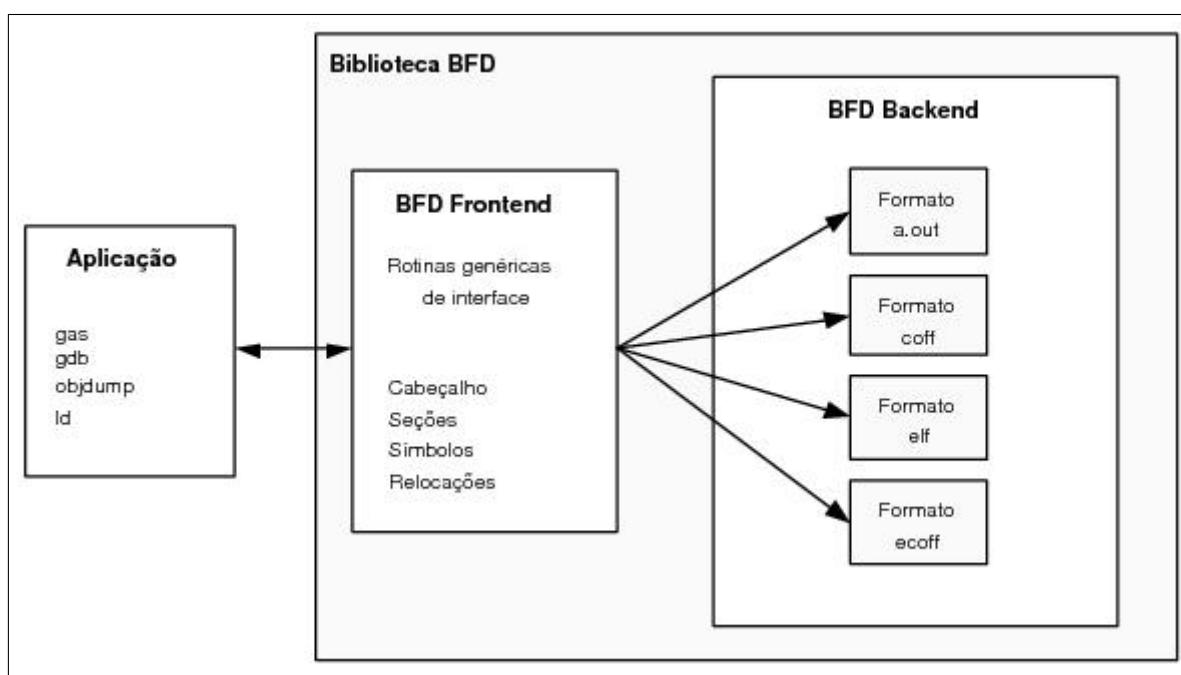 Biblioteca BFD
Aplicação
gas
gdb
objdump
ld
BFD Frontend
Rotinas genéricas
de interface
Cabeçalho
Seções
Símbolos
Relocações
BFD Backend
Formato
a.out
Formato
coff
Formato
elf
Formato
ecoff